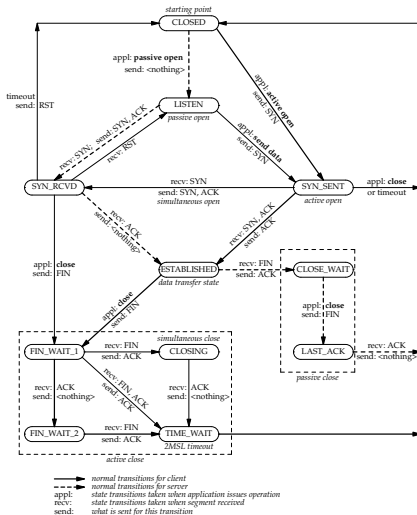 starting point
CLOSED
appl: passive open
send: <nothing>
appl: active open
send: SYN
timeout
send: RST
LISTEN
passive open
recv: SYN; send: SYN, ACK
recv: RST
appl: send data
send: SYN
SYN_RCVD
recv: SYN
send: SYN, ACK
simultaneous open
SYN_SENT
active open
appl: close
or timeout
recv: ACK
send: <nothing>
recv: SYN, ACK
send: ACK
appl: close
send: FIN
ESTABLISHED
data transfer state
recv: FIN
send: ACK
CLOSE_WAIT
appl: close
send: FIN
appl: close
send: FIN
LAST_ACK
recv: ACK
send: <nothing>
passive close
simultaneous close
FIN_WAIT_1
recv: FIN
send: ACK
CLOSING
recv: ACK
send: <nothing>
recv: FIN, ACK
send: ACK
recv: ACK
send: <nothing>
FIN_WAIT_2
recv: FIN
send: ACK
TIME_WAIT
2MSL timeout
active close
normal transitions for client
normal transitions for server
appl: state transitions taken when application issues operation
recv: state transitions taken when segment received
send: what is sent for this transition